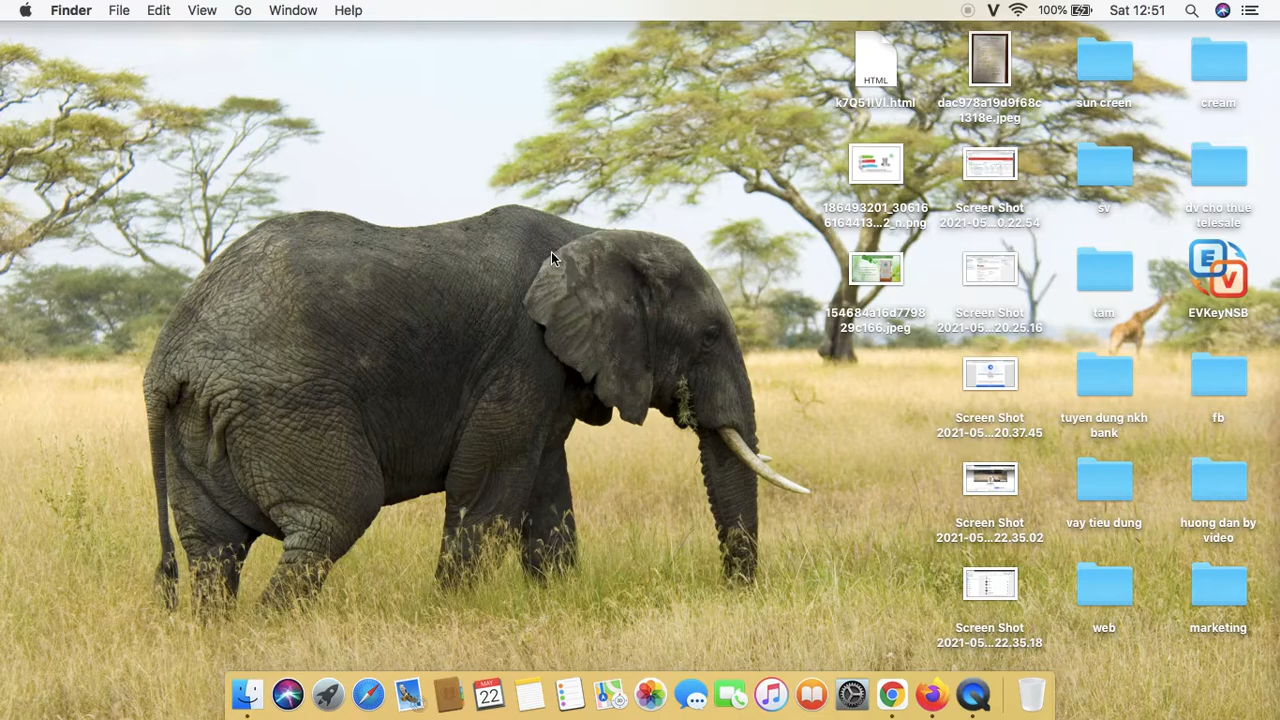 Finder File Edit View Go Window Help
V 100% Sat 12:51
HTML
k7Q51IVl.html
dac978a19d9f68c
1318e.jpeg
sun creen
cream
186493201_30616
6164413...2_n.png
Screen Shot
2021-05...0.22.54
sv
dv cho thue
telesale
154684a16d7798
29c166.jpeg
Screen Shot
2021-05...20.25.16
tam
EVKeyNSB
Screen Shot
2021-05...20.37.45
tuyen dung nkh
bank
fb
Screen Shot
2021-05...22.35.02
vay tieu dung
huong dan by
video
Screen Shot
2021-05...22.35.18
web
marketing
MAY
22